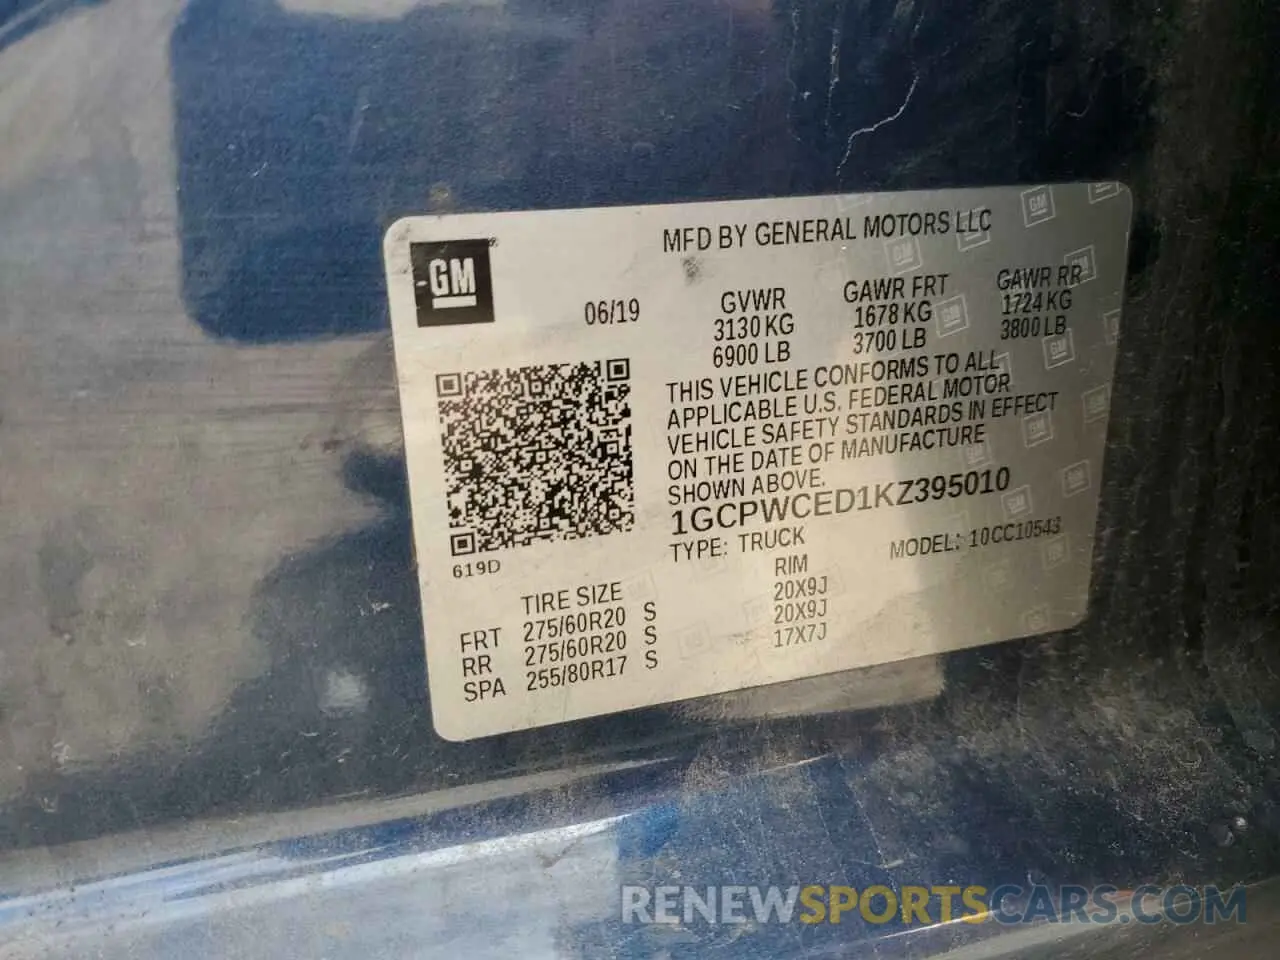 GM
MFD BY GENERAL MOTORS LLC
06/19
GVWR GAWR FRT GAWR RR
3130 KG 1678 KG 1724 KG
6900 LB 3700 LB 3800 LB
THIS VEHICLE CONFORMS TO ALL
APPLICABLE U.S. FEDERAL MOTOR
VEHICLE SAFETY STANDARDS IN EFFECT
ON THE DATE OF MANUFACTURE
SHOWN ABOVE.
1GCPWCED1KZ395010
TYPE: TRUCK MODEL: 10CC10543
619D
TIRE SIZE RIM
FRT 275/60R20 S 20X9J
RR 275/60R20 S 20X9J
SPA 255/80R17 S 17X7J
RENEWSPORTSCARS.COM